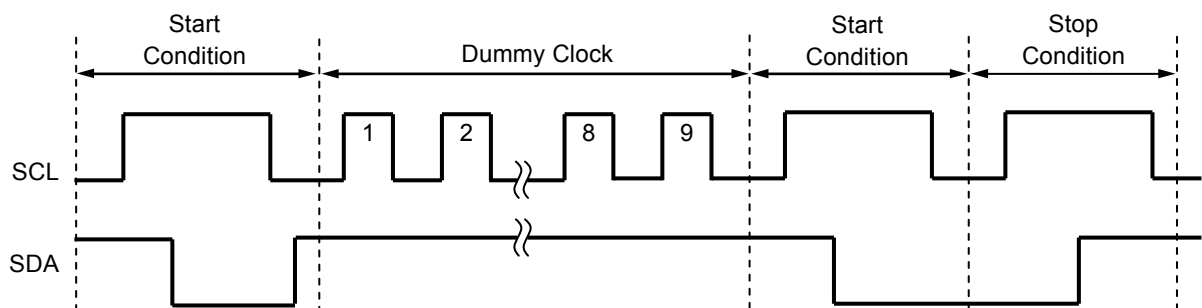 Start
Condition
Dummy Clock
Start
Condition
Stop
Condition
SCL
1 2 8 9
SDA